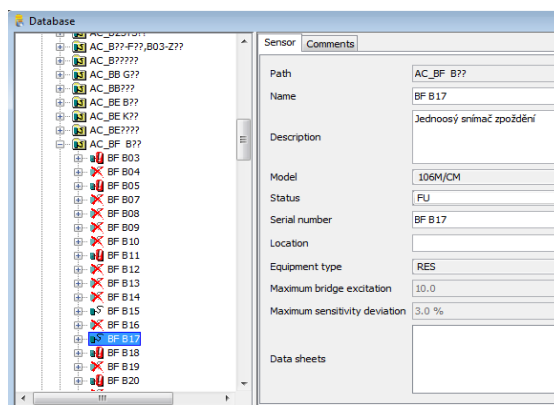 Database
AC_B??-F??,B03-Z??
AC_B?????
AC_BB G??
AC_BB???
AC_BE B??
AC_BE K??
AC_BE????
AC_BF B??
BF B03
BF B04
BF B05
BF B07
BF B08
BF B09
BF B10
BF B11
BF B12
BF B13
BF B14
BF B15
BF B16
BF B17
BF B18
BF B19
BF B20
Sensor Comments
Path AC_BF B??
Name BF B17
Description Jednoosý snímač zpoždění
Model 106M/CM
Status FU
Serial number BF B17
Location
Equipment type RES
Maximum bridge excitation 10.0
Maximum sensitivity deviation 3.0 %
Data sheets